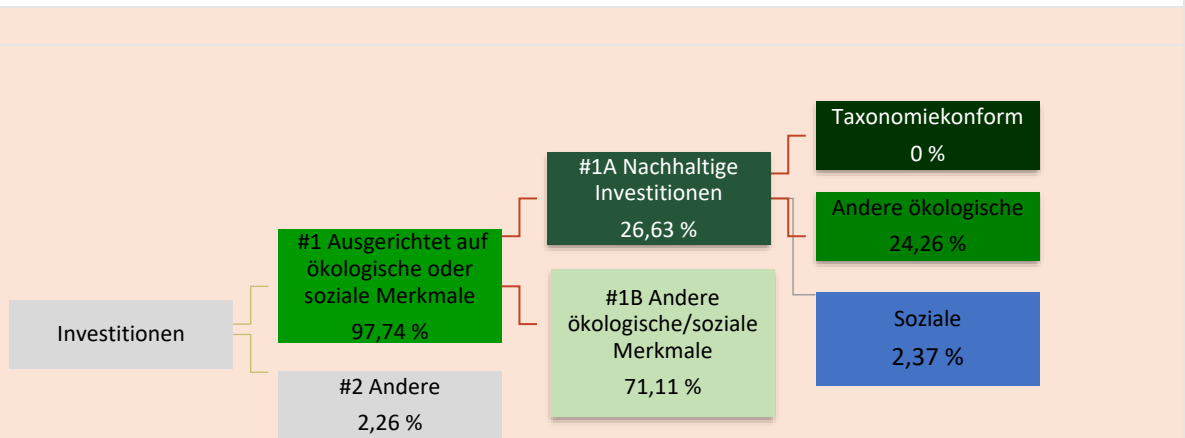 Investitionen
#1 Ausgerichtet auf
ökologische oder
soziale Merkmale
97,74 %
#2 Andere
2,26 %
#1A Nachhaltige
Investitionen
26,63 %
#1B Andere
ökologische/soziale
Merkmale
71,11 %
Taxonomiekonform
0 %
Andere ökologische
24,26 %
Soziale
2,37 %